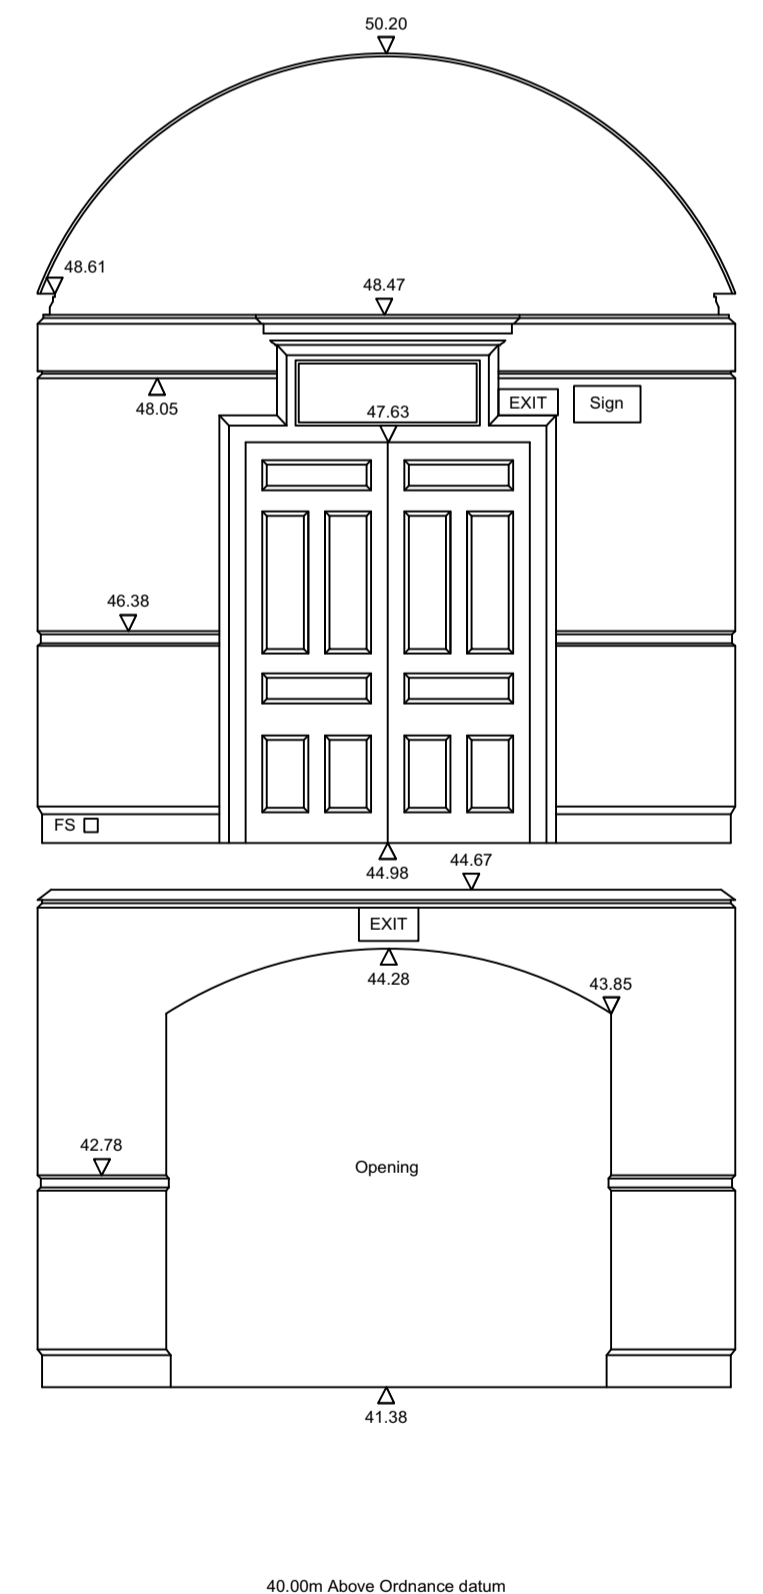 50.20
48.61
48.47
48.05
47.63
EXIT
Sign
46.38
FS
44.98
44.67
EXIT
44.28
43.85
42.78
Opening
41.38
40.00m Above Ordnance datum